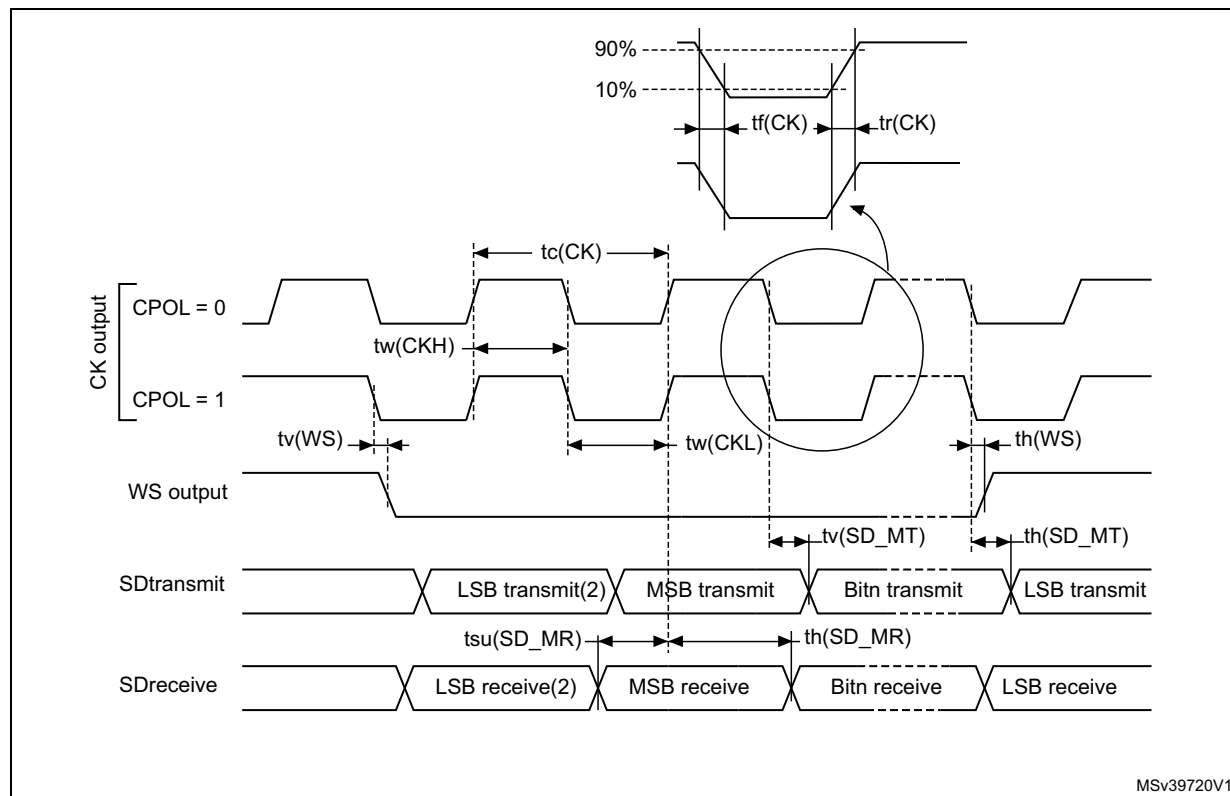 90%
10%
tf(CK)
tr(CK)
tc(CK)
CK output
CPOL = 0
tw(CKH)
CPOL = 1
tv(WS)
tw(CKL)
th(WS)
WS output
tv(SD_MT)
th(SD_MT)
SDtransmit
LSB transmit(2)
MSB transmit
Bitn transmit
LSB transmit
tsu(SD_MR)
th(SD_MR)
SDreceive
LSB receive(2)
MSB receive
Bitn receive
LSB receive
MSv39720V1